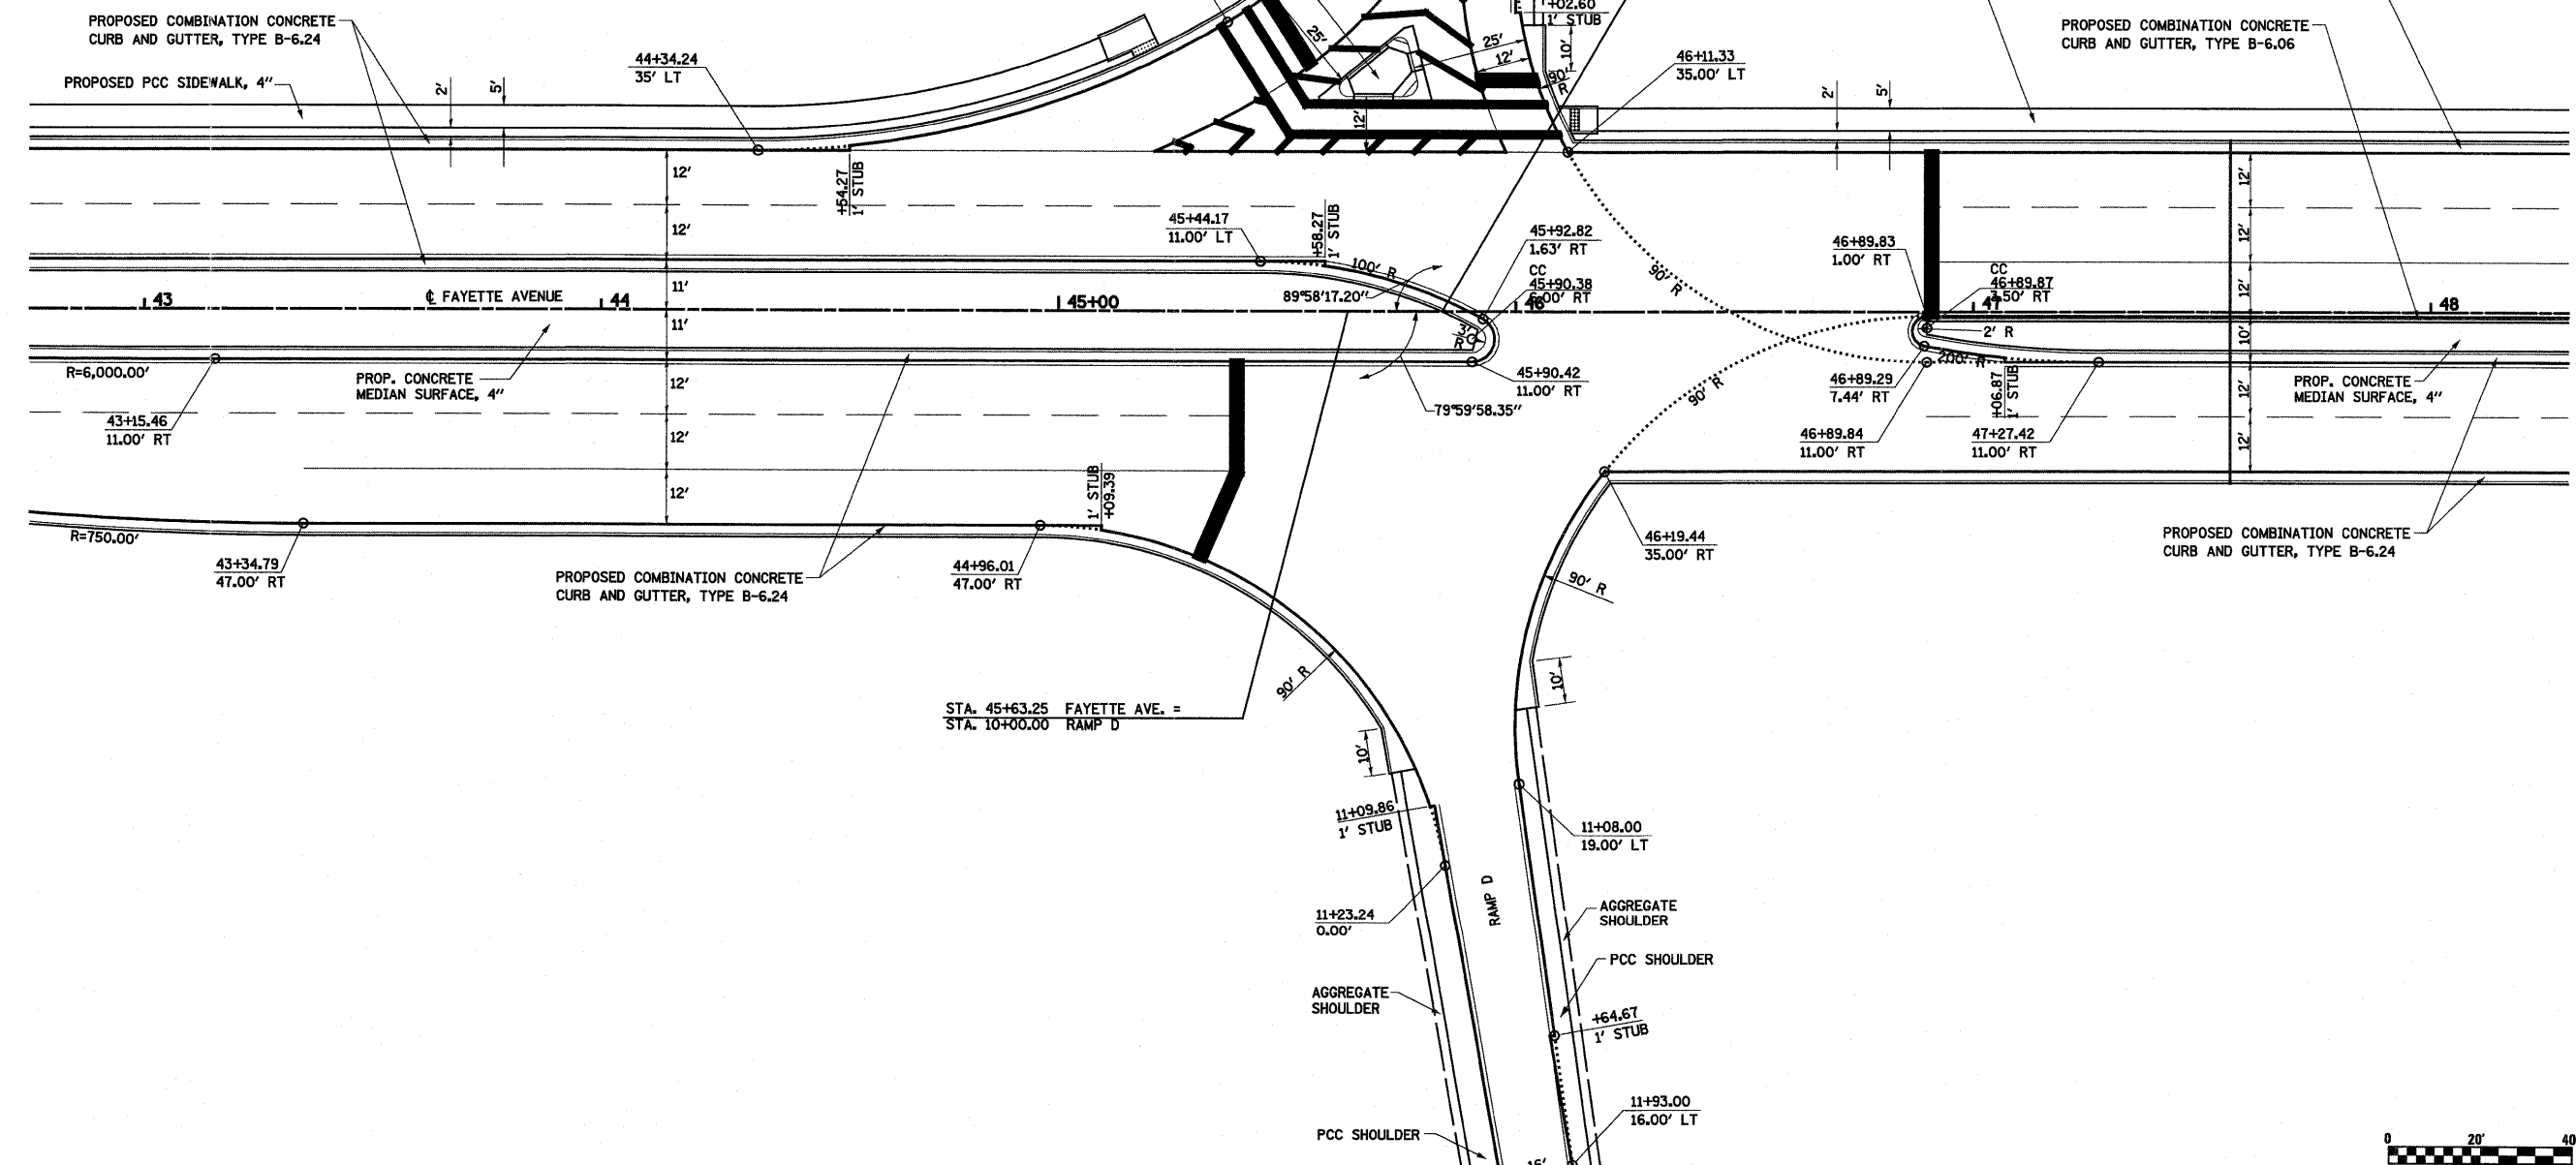 PROPOSED COMBINATION CONCRETE
CURB AND GUTTER, TYPE B-6.24
PROPOSED PCC SIDEWALK, 4"
2'
5'
44+34.24
35' LT
25'
25'
12'
12'
+02.60
1' STUB
10'
90'
R
46+11.33
35.00' LT
2'
5'
PROPOSED COMBINATION CONCRETE
CURB AND GUTTER, TYPE B-6.06
12'
12'
11'
11'
12'
12'
12'
+54.27
1' STUB
45+44.17
11.00' LT
+58.27
1' STUB
100' R
89°58'17.20"
45+92.82
1.63' RT
CC
45+90.38
6.00' RT
3'
R
45+90.42
11.00' RT
79°59'58.35"
90' R
90' R
46+89.83
1.00' RT
CC
46+89.87
3.50' RT
2' R
200' R
46+89.29
7.44' RT
46+89.84
11.00' RT
47+27.42
11.00' RT
+06.87
1' STUB
12'
12'
12'
10'
12'
12'
43
℄ FAYETTE AVENUE
44
45+00
46
47
48
R=6,000.00'
43+15.46
11.00' RT
PROP. CONCRETE
MEDIAN SURFACE, 4"
PROP. CONCRETE
MEDIAN SURFACE, 4"
R=750.00'
43+34.79
47.00' RT
PROPOSED COMBINATION CONCRETE
CURB AND GUTTER, TYPE B-6.24
44+96.01
47.00' RT
1' STUB
+09.39
46+19.44
35.00' RT
PROPOSED COMBINATION CONCRETE
CURB AND GUTTER, TYPE B-6.24
90' R
90' R
10'
10'
STA. 45+63.25 FAYETTE AVE. =
STA. 10+00.00 RAMP D
11+09.86
1' STUB
11+08.00
19.00' LT
11+23.24
0.00'
RAMP D
AGGREGATE
SHOULDER
PCC SHOULDER
AGGREGATE
SHOULDER
+64.67
1' STUB
11+93.00
16.00' LT
PCC SHOULDER
16'
0
20'
40